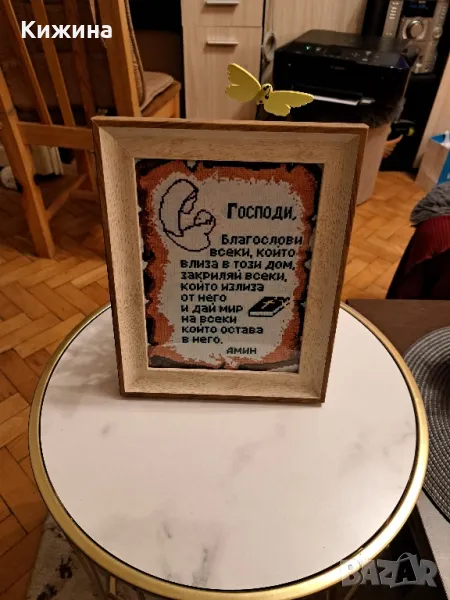 Кижина
Господи,
Благослови
всеки, който
влиза в този дом,
закриляй всеки,
който излиза
от него
и дай мир
на всеки
който остава
в него.
амин
BAZAR